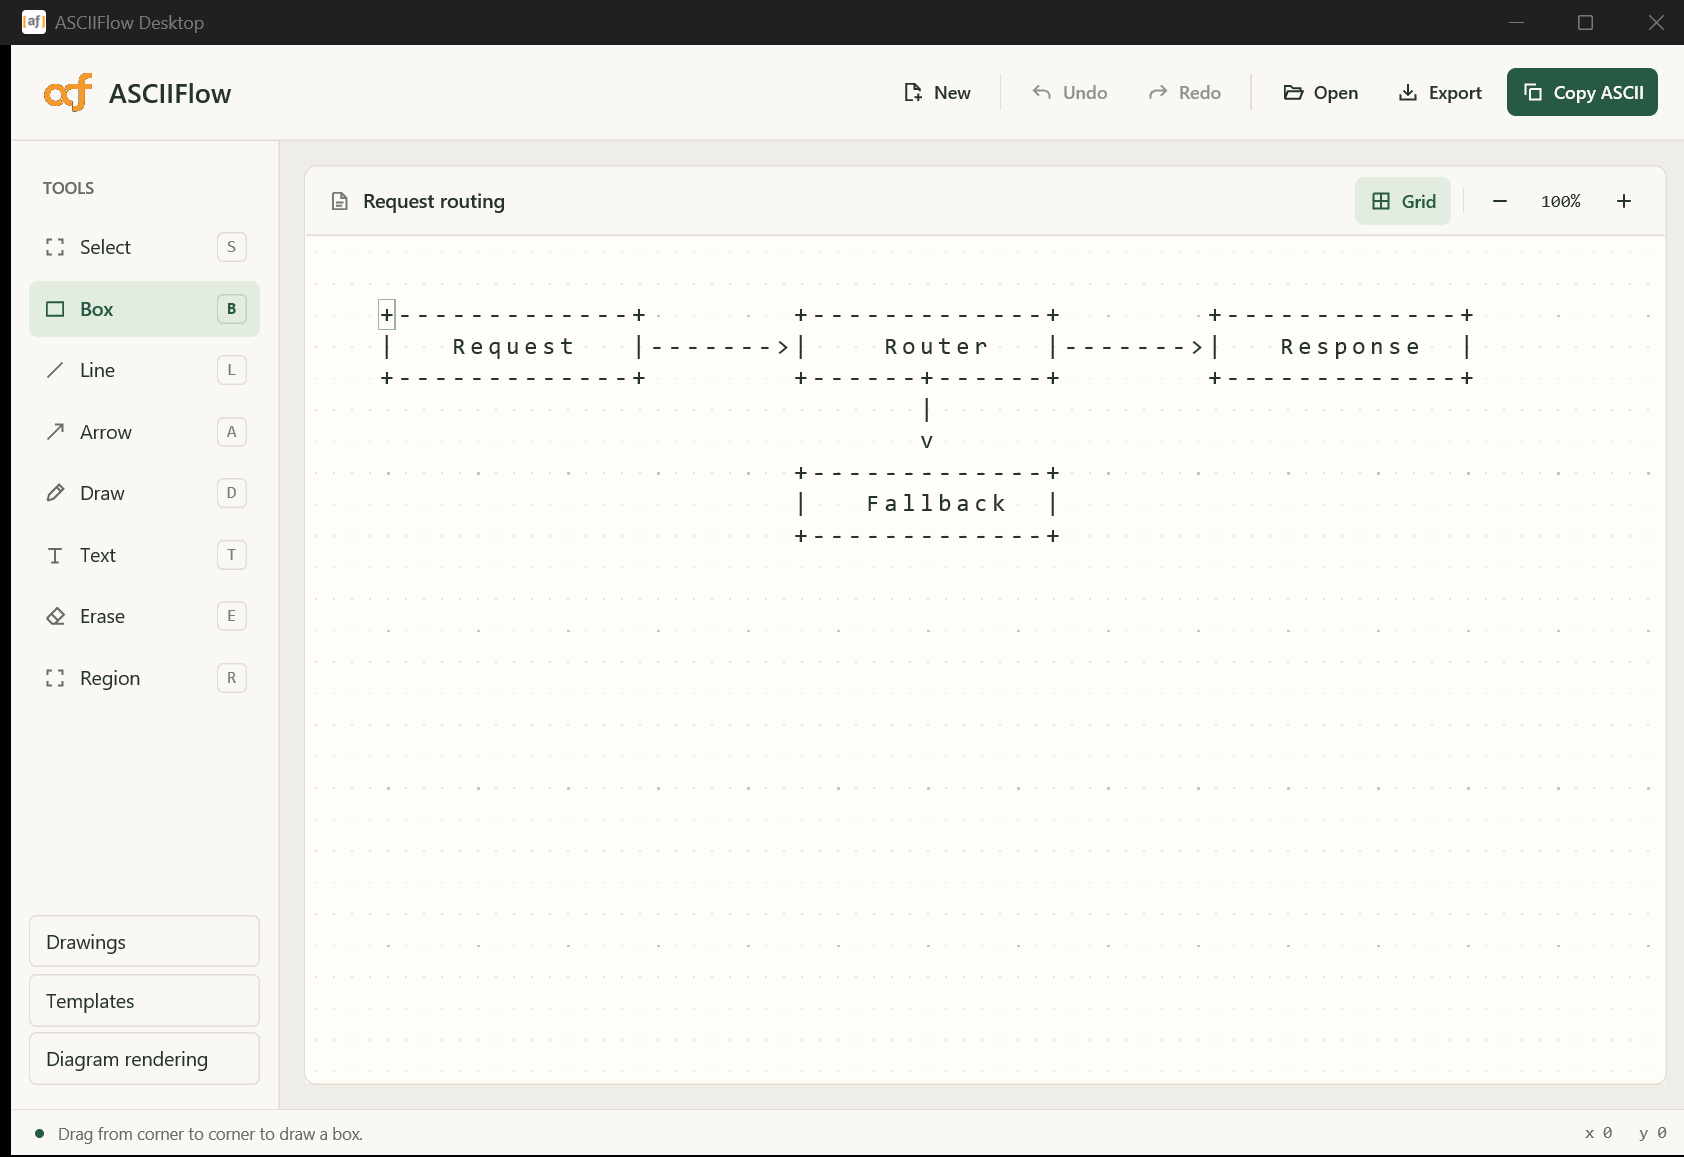 [af] ASCIIFlow Desktop
af ASCIIFlow
New
Undo
Redo
Open
Export
Copy ASCII
TOOLS
Select S
Box B
Line L
Arrow A
Draw D
Text T
Erase E
Region R
Drawings
Templates
Diagram rendering
Request routing
Grid
− 100% +
+-------------+        +-------------+        +-------------+
|   Request   |------->|    Router   |------->|   Response  |
+-------------+        +------+------+        +-------------+
                              |
                              v
                       +-------------+
                       |   Fallback  |
                       +-------------+
Drag from corner to corner to draw a box.
x 0 y 0